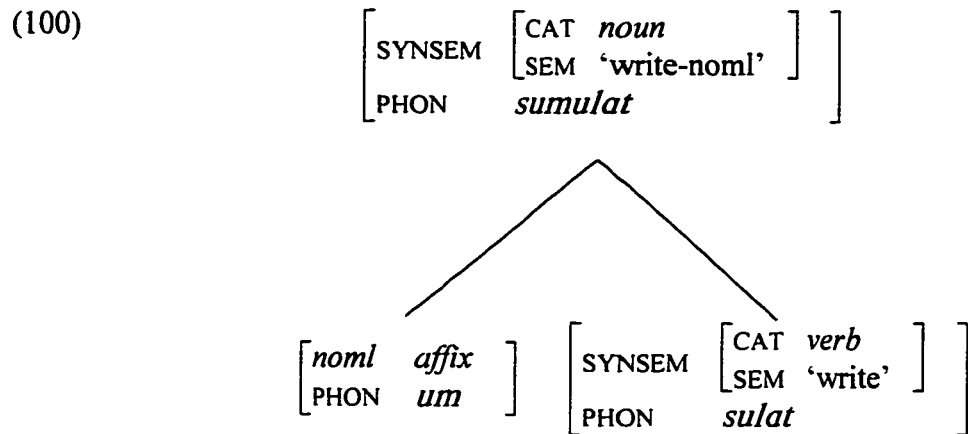 (100)
SYNSEM [CAT noun
SEM ‘write-noml’]
PHON sumulat
[noml affix
PHON um]
[SYNSEM [CAT verb
SEM ‘write’]
PHON sulat]